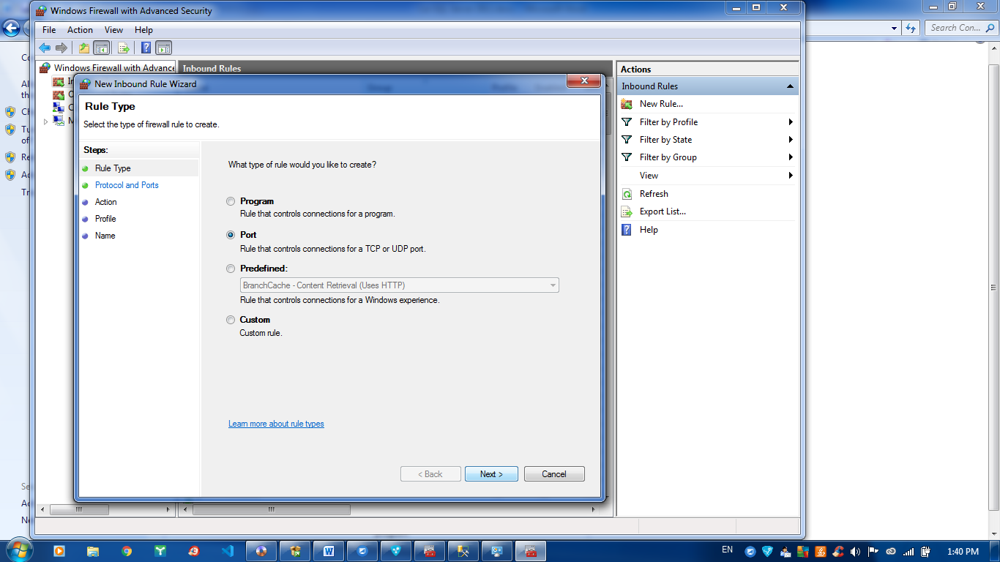 Windows Firewall with Advanced Security
File Action View Help
Search Con...
Windows Firewall with Advance
Inbound Rules
Actions
Inbound Rules
New Rule...
Filter by Profile
Filter by State
Filter by Group
View
Refresh
Export List...
Help
New Inbound Rule Wizard
Rule Type
Select the type of firewall rule to create.
Steps:
Rule Type
Protocol and Ports
Action
Profile
Name
What type of rule would you like to create?
Program
Rule that controls connections for a program.
Port
Rule that controls connections for a TCP or UDP port.
Predefined:
BranchCache - Content Retrieval (Uses HTTP)
Rule that controls connections for a Windows experience.
Custom
Custom rule.
Learn more about rule types
< Back Next > Cancel
EN
1:40 PM